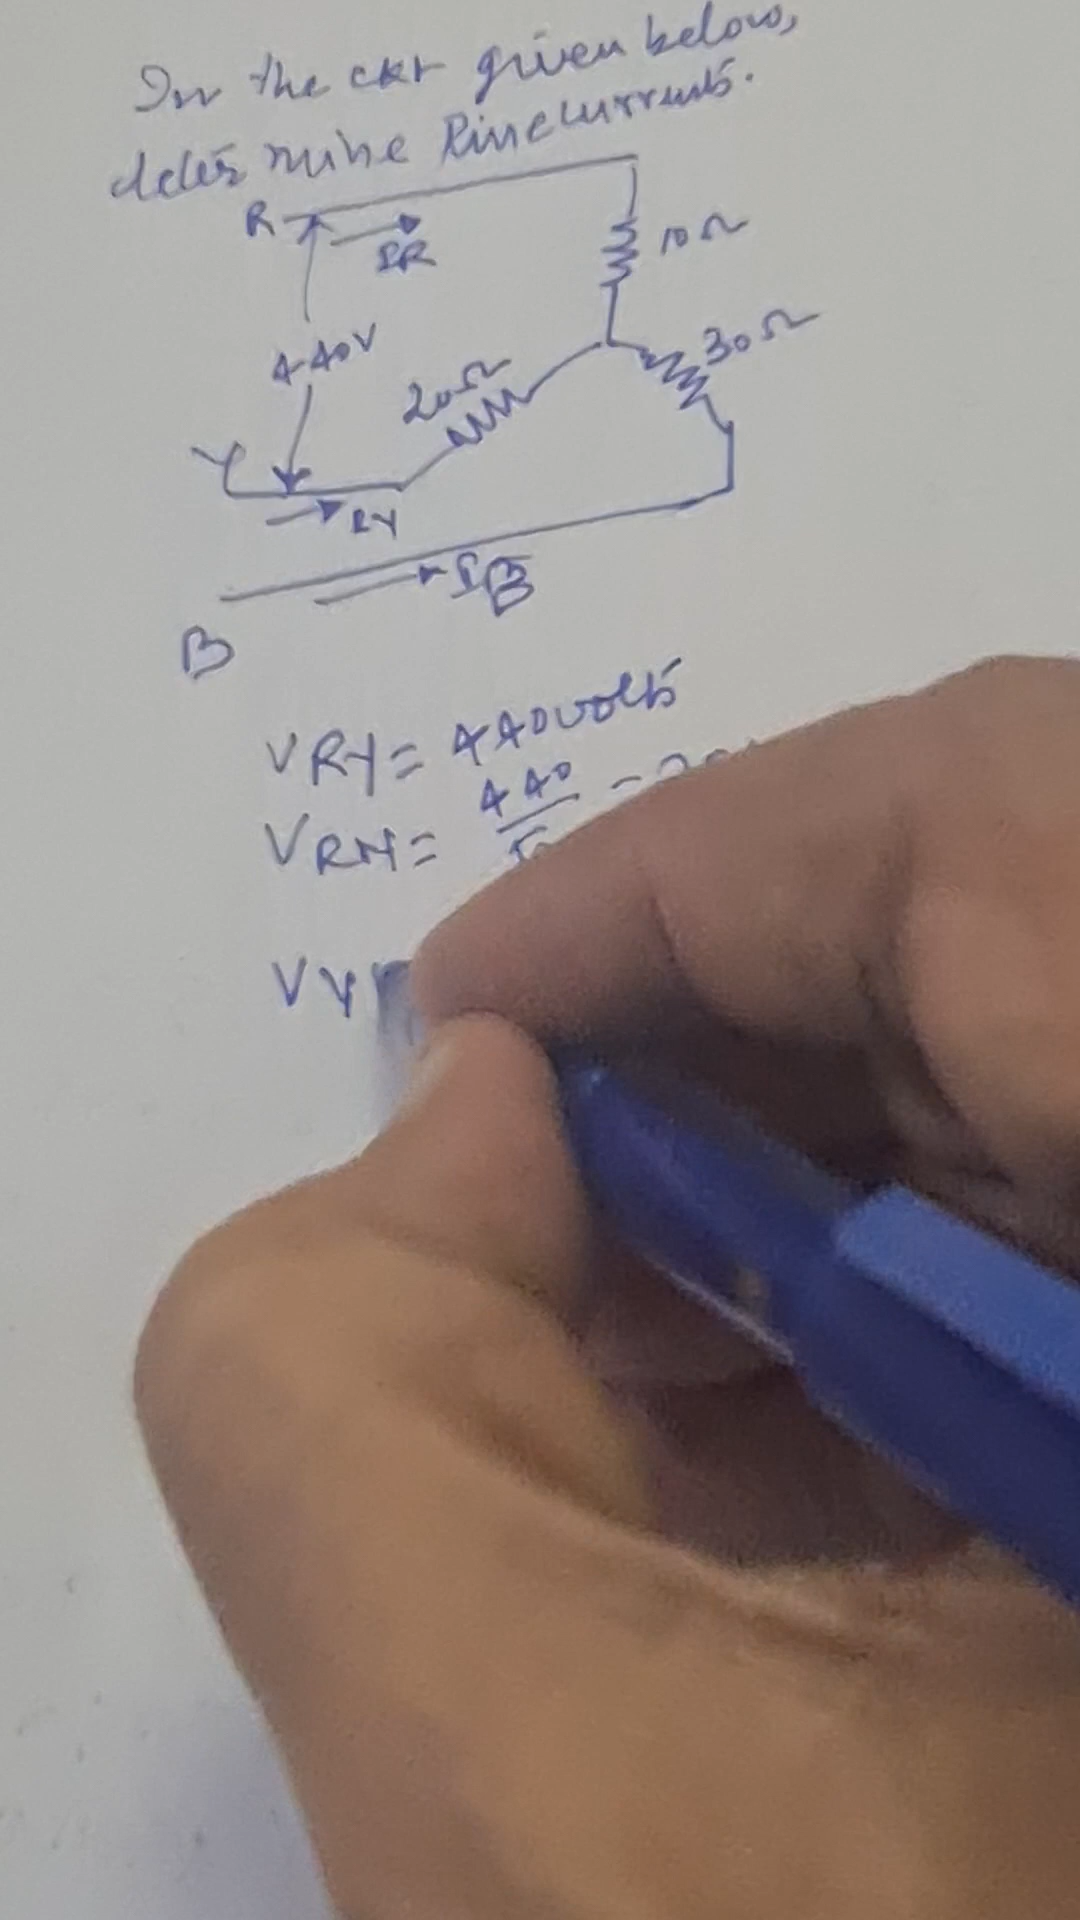 In the ckt given below,
determine line currents.
R
IR
10Ω
440V
20Ω
30Ω
Y
RY
IB
B
VRY = 440volts
VRN = 440
VY